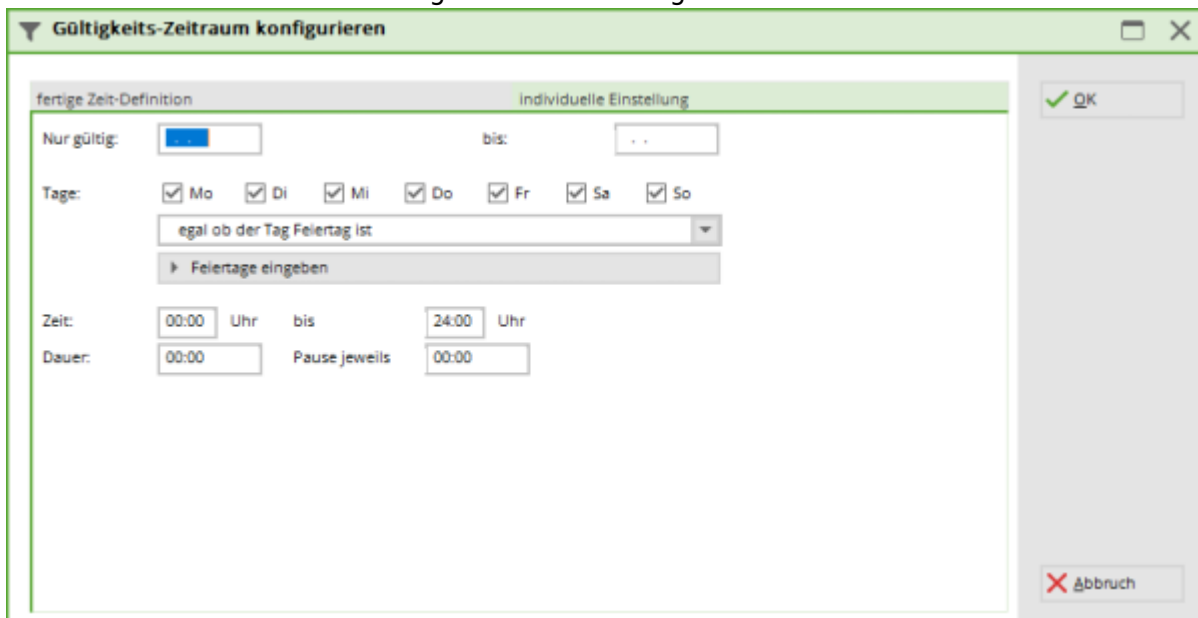 Gültigkeits-Zeitraum konfigurieren
fertige Zeit-Definition individuelle Einstellung
OK
Nur gültig: . . bis: . .
Tage: Mo Di Mi Do Fr Sa So
egal ob der Tag Feiertag ist
Feiertage eingeben
Zeit: 00:00 Uhr bis 24:00 Uhr
Dauer: 00:00 Pause jeweils 00:00
Abbruch